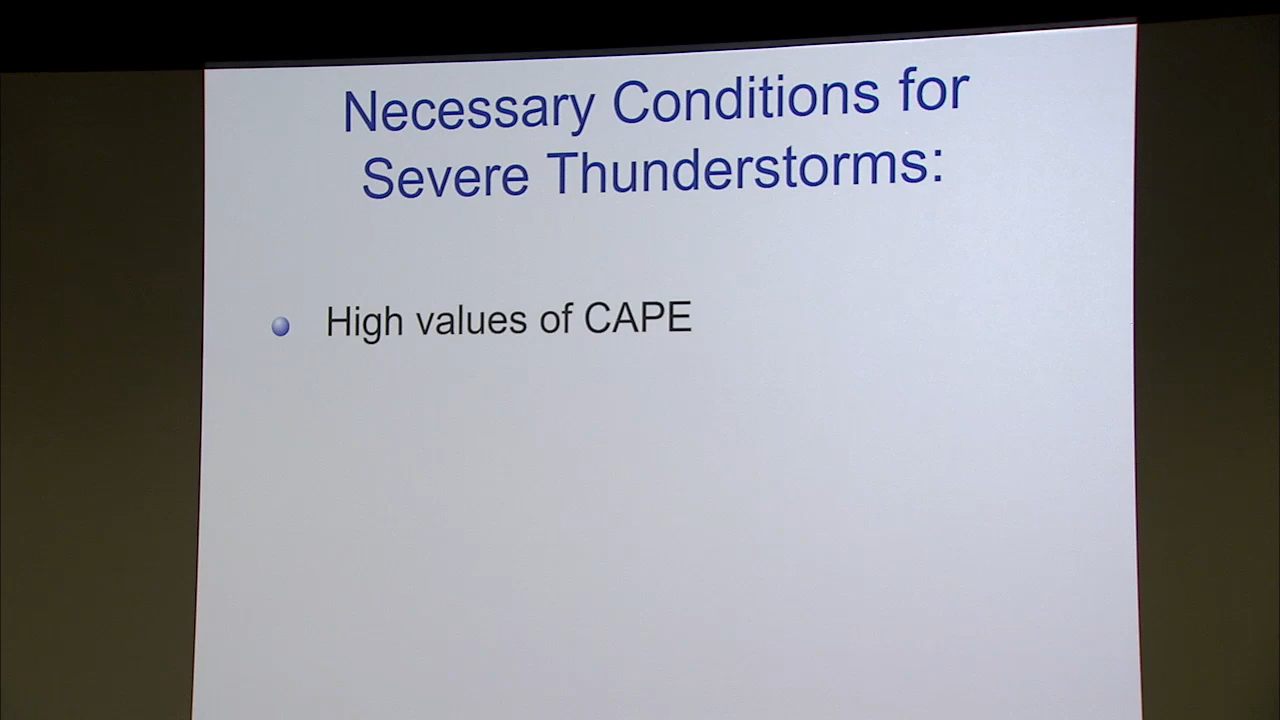 Necessary Conditions for
Severe Thunderstorms:
High values of CAPE